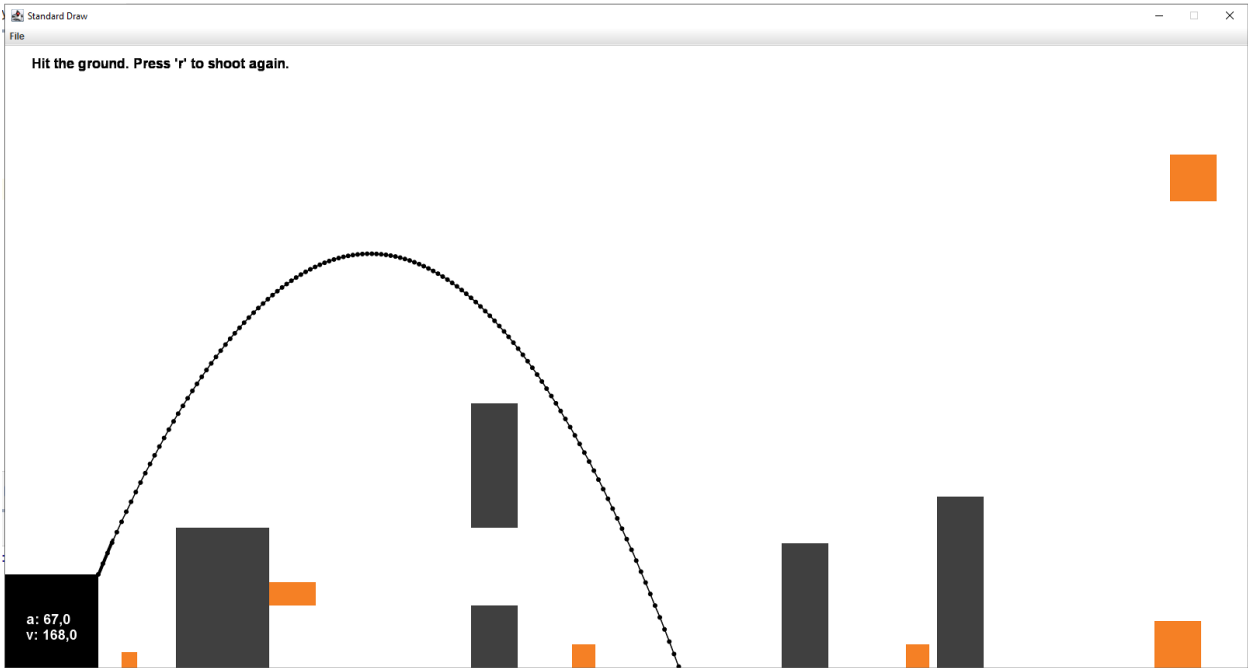 Standard Draw
File
Hit the ground. Press 'r' to shoot again.
a: 67,0
v: 168,0